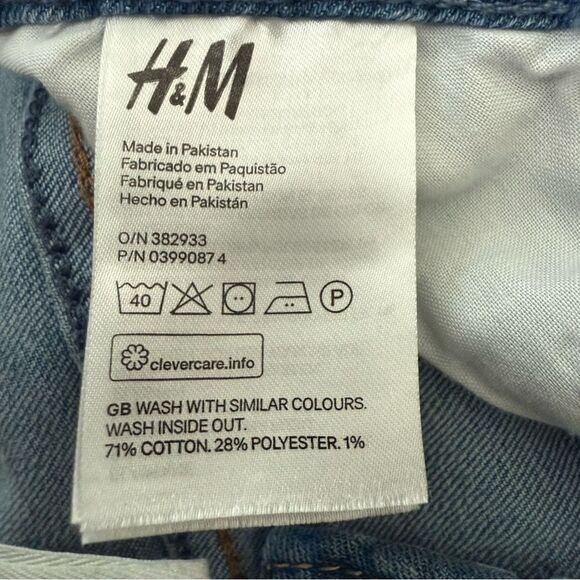 H&M
Made in Pakistan
Fabricado em Paquistão
Fabriqué en Pakistan
Hecho en Pakistán
O/N 382933
P/N 0399087 4
40 P
clevercare.info
GB WASH WITH SIMILAR COLOURS.
WASH INSIDE OUT.
71% COTTON. 28% POLYESTER. 1%